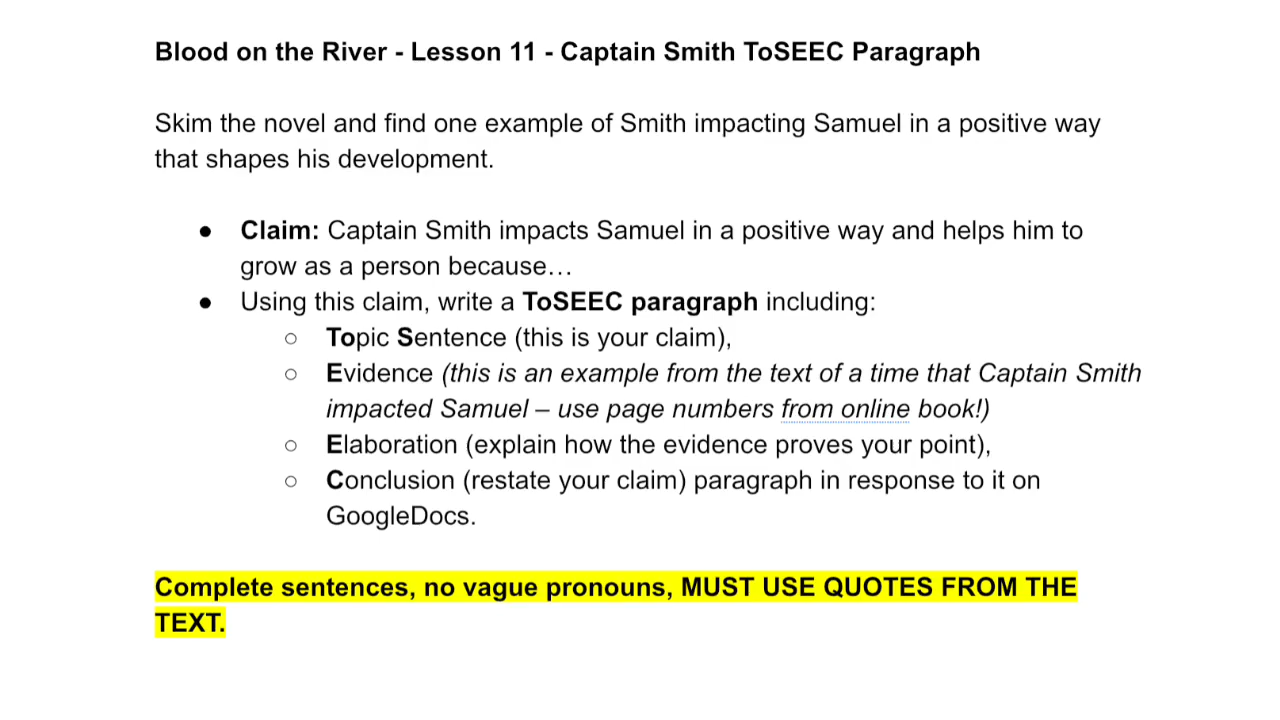 Blood on the River - Lesson 11 - Captain Smith ToSEEC Paragraph
Skim the novel and find one example of Smith impacting Samuel in a positive way
that shapes his development.
● Claim: Captain Smith impacts Samuel in a positive way and helps him to
grow as a person because…
● Using this claim, write a ToSEEC paragraph including:
○ Topic Sentence (this is your claim),
○ Evidence (this is an example from the text of a time that Captain Smith
impacted Samuel – use page numbers from online book!)
○ Elaboration (explain how the evidence proves your point),
○ Conclusion (restate your claim) paragraph in response to it on
GoogleDocs.
Complete sentences, no vague pronouns, MUST USE QUOTES FROM THE
TEXT.